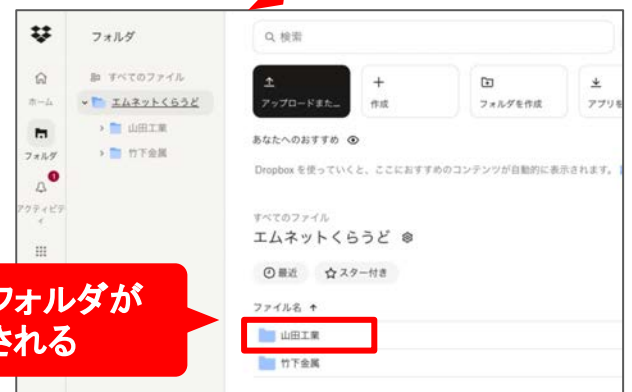 フォルダ
検索
すべてのファイル
ホーム
エムネットくらうど
アップロードまた...
作成
フォルダを作成
アプリを
山田工業
フォルダ
竹下金属
あなたへのおすすめ
1
Dropbox を使っていくと、ここにおすすめのコンテンツが自動的に表示されます。
アクティビティ
すべてのファイル
エムネットくらうど
最近
スター付き
フォルダが
される
ファイル名
山田工業
竹下金属